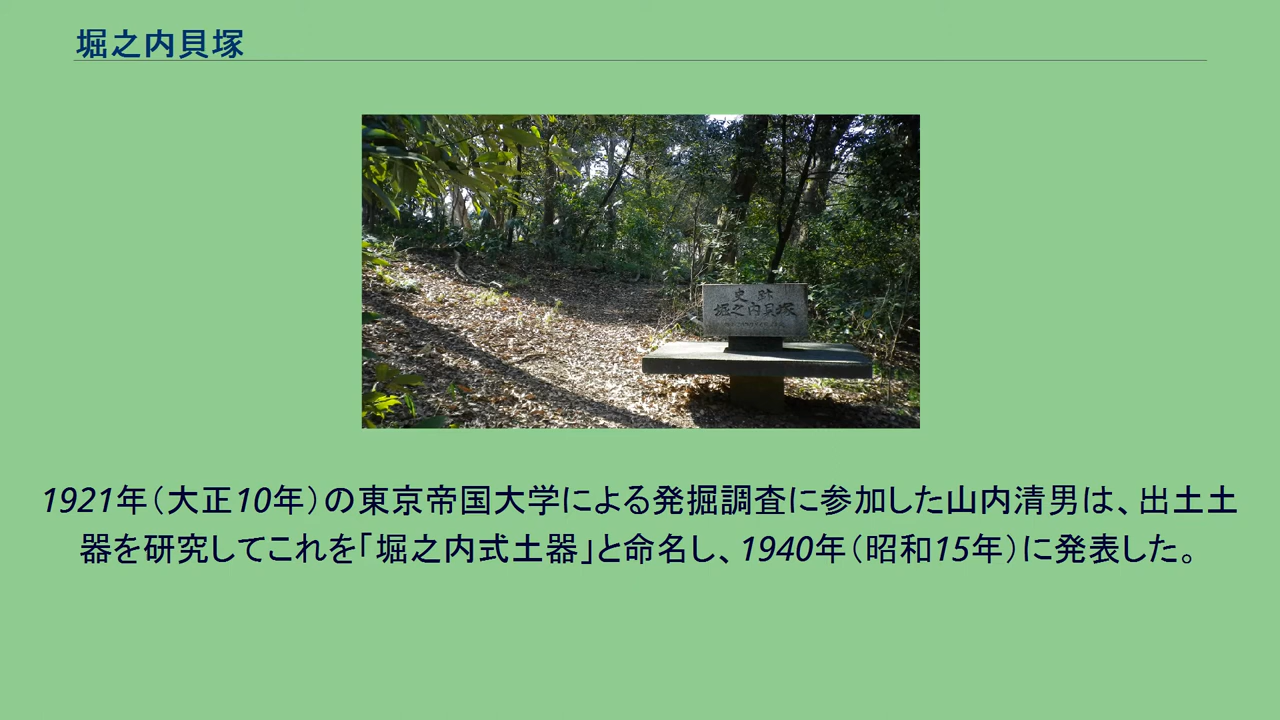 堀之内貝塚
史跡
堀之内貝塚
1921年（大正10年）の東京帝国大学による発掘調査に参加した山内清男は、出土土
器を研究してこれを「堀之内式土器」と命名し、1940年（昭和15年）に発表した。